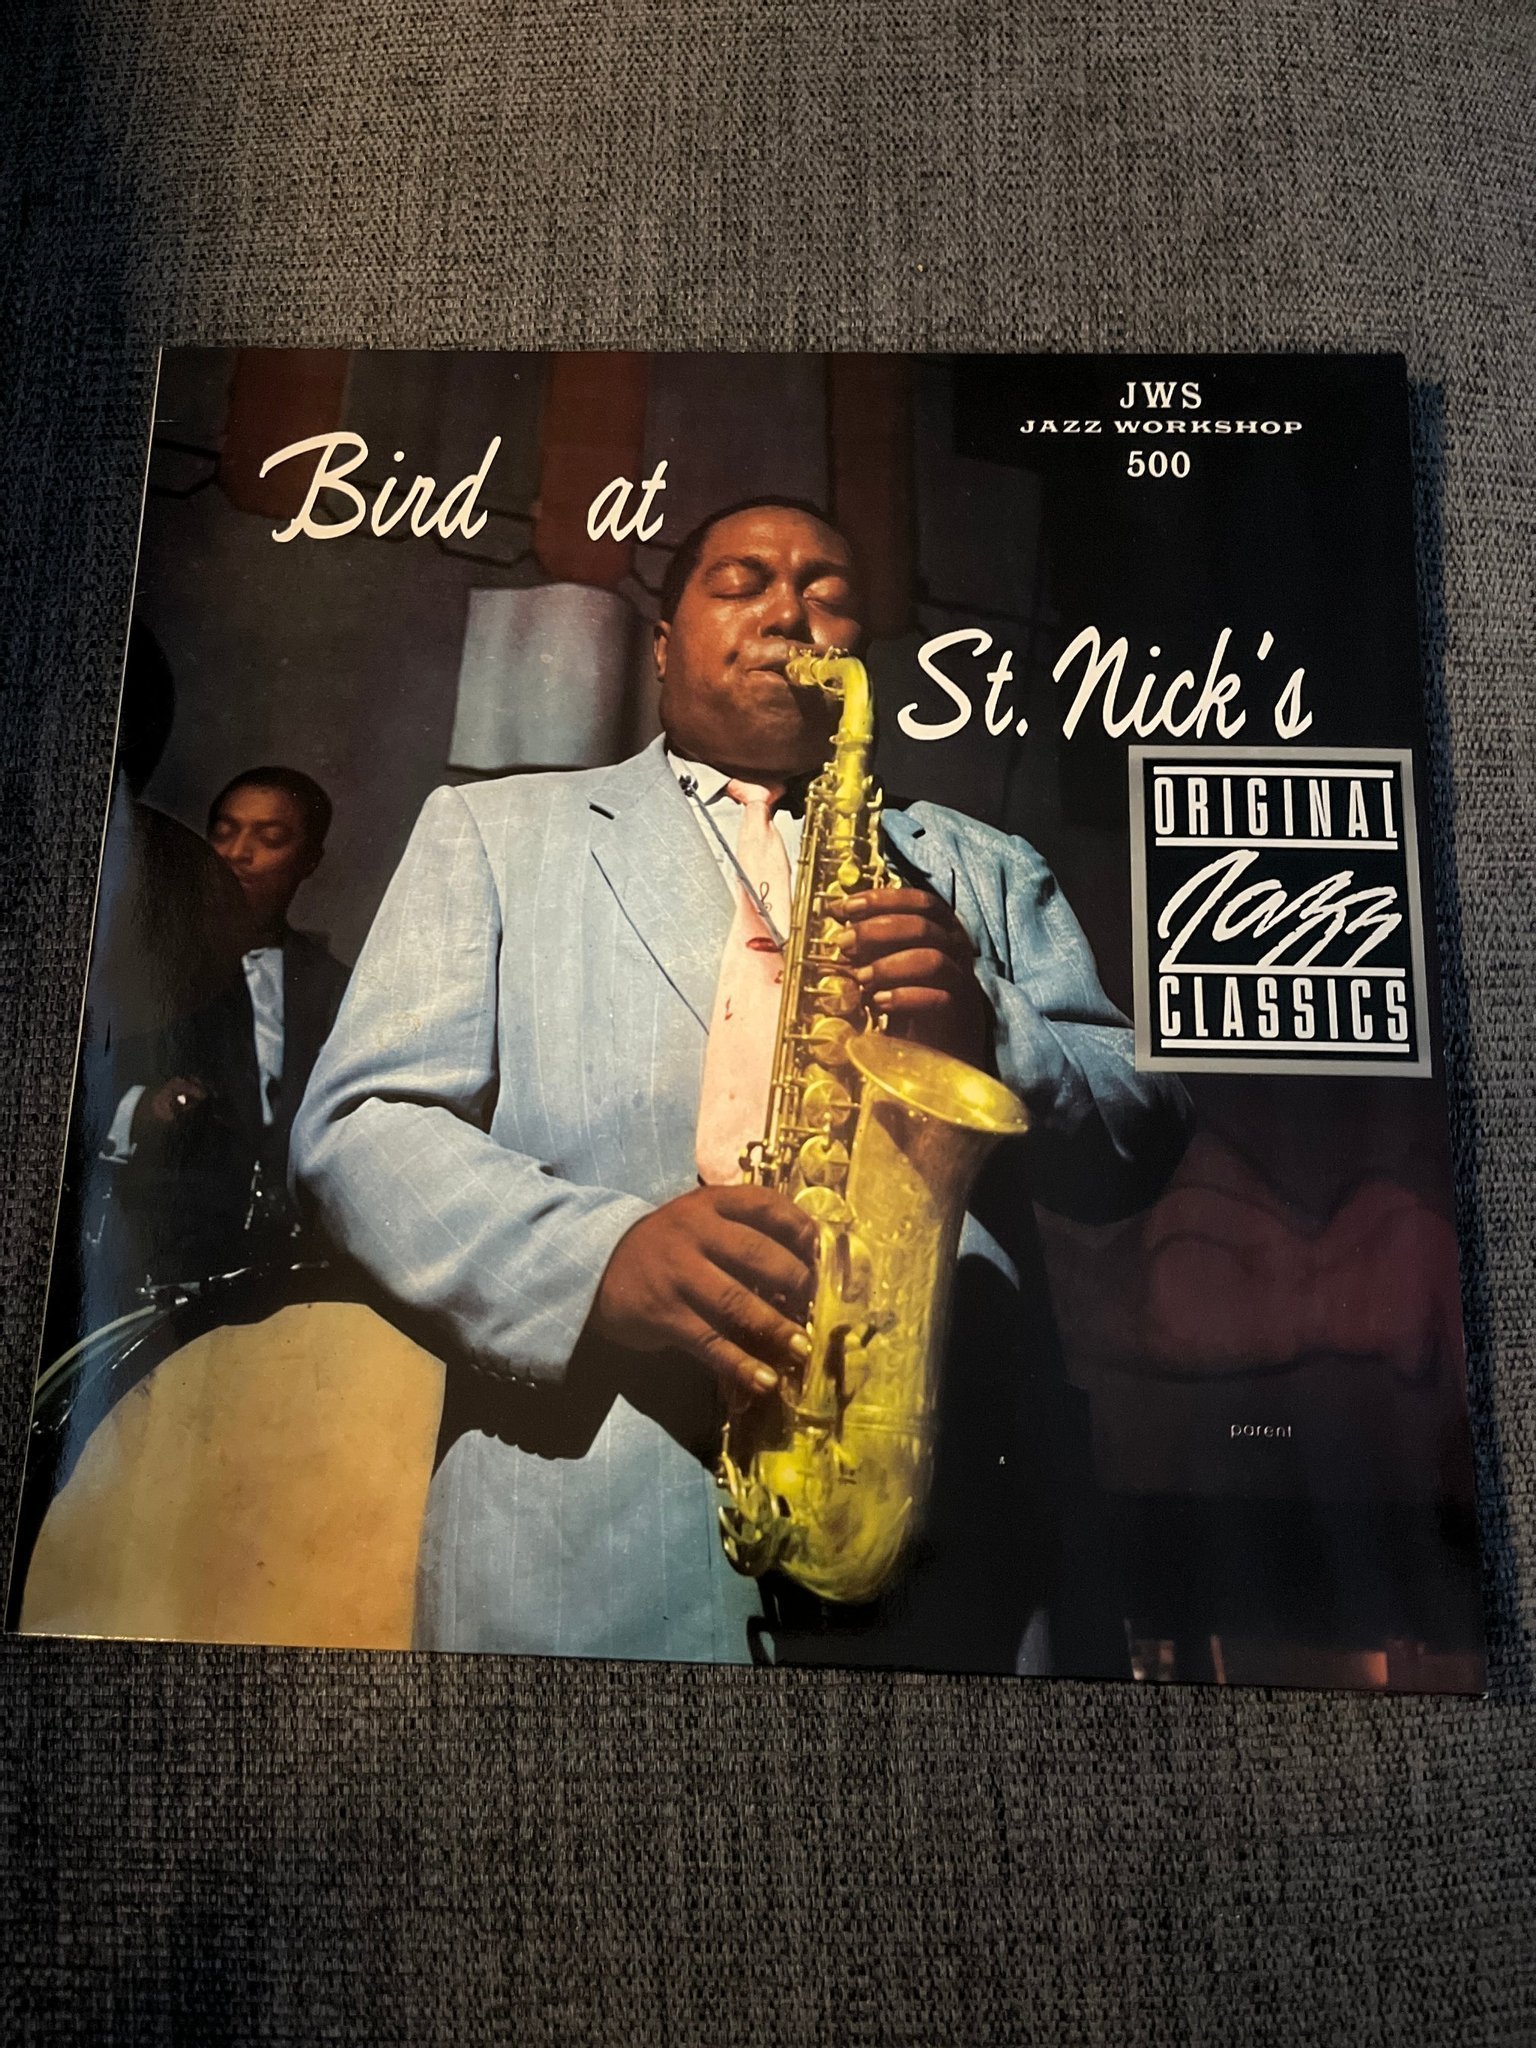 JWS
JAZZ WORKSHOP
500
Bird at
St. Nick's
ORIGINAL
Jazz
CLASSICS
parent